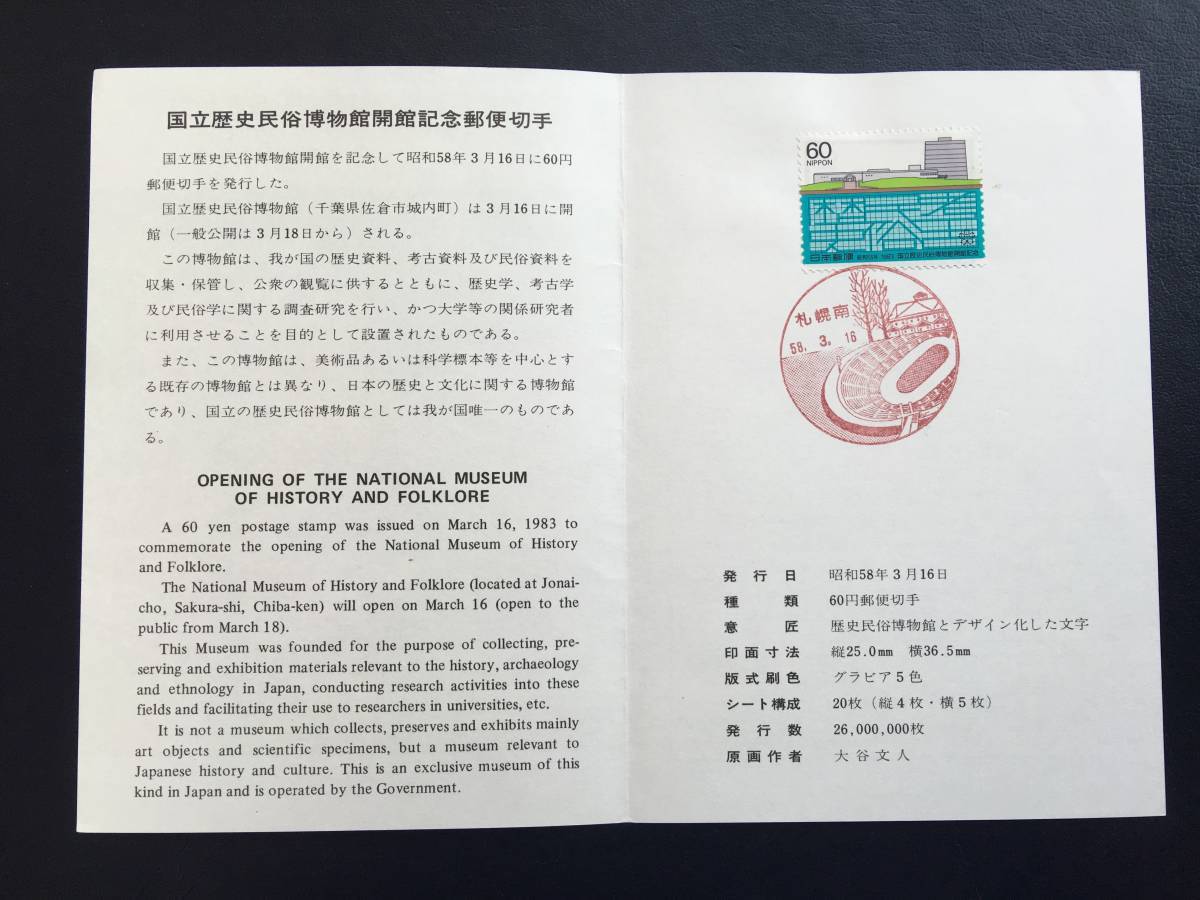 国立歴史民俗博物館開館記念郵便切手
国立歴史民俗博物館開館を記念して昭和58年3月16日に60円
郵便切手を発行した。
国立歴史民俗博物館（千葉県佐倉市城内町）は3月16日に開
館（一般公開は3月18日から）される。
この博物館は、我が国の歴史資料、考古資料及び民俗資料を
収集・保管し、公衆の観覧に供するとともに、歴史学、考古学
及び民俗学に関する調査研究を行い、かつ大学等の関係研究者
に利用させることを目的として設置されたものである。
また、この博物館は、美術品あるいは科学標本等を中心とす
る既存の博物館とは異なり、日本の歴史と文化に関する博物館
であり、国立の歴史民俗博物館としては我が国唯一のものであ
る。
OPENING OF THE NATIONAL MUSEUM
OF HISTORY AND FOLKLORE
A 60 yen postage stamp was issued on March 16, 1983 to
commemorate the opening of the National Museum of History
and Folklore.
The National Museum of History and Folklore (located at Jonai-
cho, Sakura-shi, Chiba-ken) will open on March 16 (open to the
public from March 18).
This Museum was founded for the purpose of collecting, pre-
serving and exhibition materials relevant to the history, archaeology
and ethnology in Japan, conducting research activities into these
fields and facilitating their use to researchers in universities, etc.
It is not a museum which collects, preserves and exhibits mainly
art objects and scientific specimens, but a museum relevant to
Japanese history and culture. This is an exclusive museum of this
kind in Japan and is operated by the Government.
60
NIPPON
日本郵便 国立歴史民俗博物館開館記念
札幌南
58. 3. 16
発行日 昭和58年3月16日
種類 60円郵便切手
意匠 歴史民俗博物館とデザイン化した文字
印面寸法 縦25.0mm 横36.5mm
版式刷色 グラビア5色
シート構成 20枚（縦4枚・横5枚）
発行数 26,000,000枚
原画作者 大谷文人